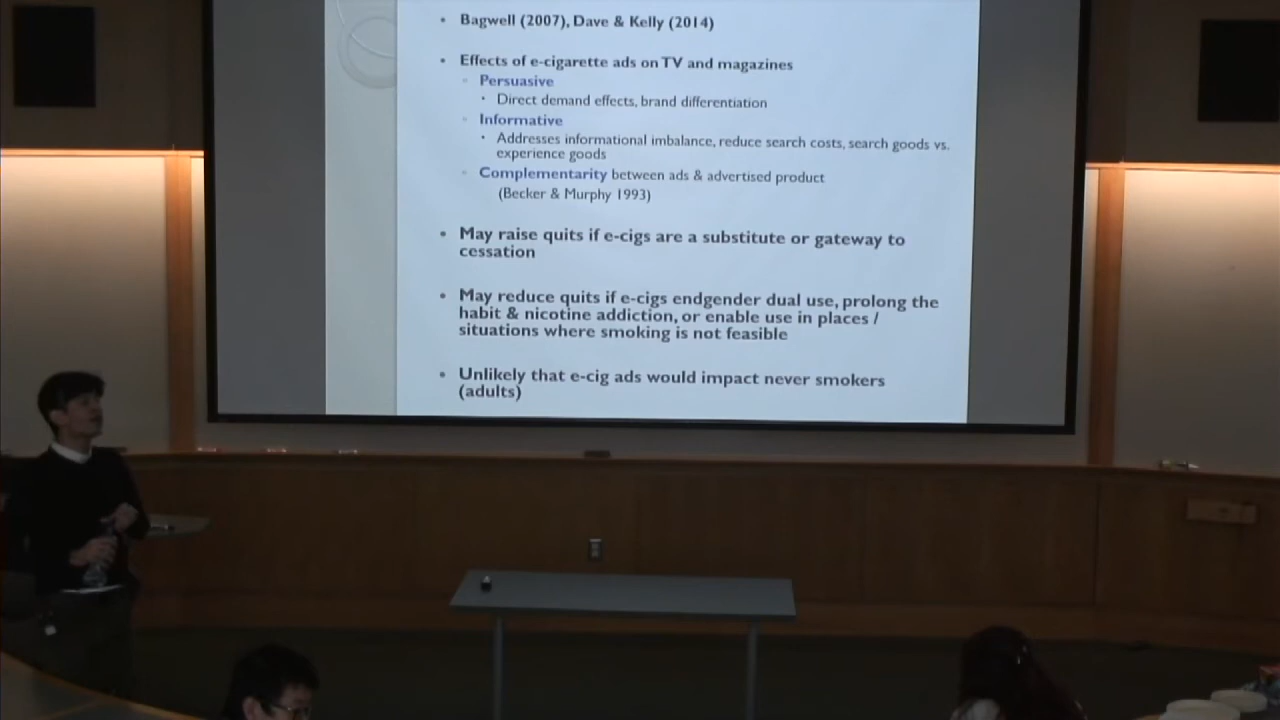 • Bagwell (2007), Dave & Kelly (2014)
• Effects of e-cigarette ads on TV and magazines
Persuasive
• Direct demand effects, brand differentiation
Informative
• Addresses informational imbalance, reduce search costs, search goods vs.
experience goods
Complementarity between ads & advertised product
(Becker & Murphy 1993)
• May raise quits if e-cigs are a substitute or gateway to
cessation
• May reduce quits if e-cigs endgender dual use, prolong the
habit & nicotine addiction, or enable use in places /
situations where smoking is not feasible
• Unlikely that e-cig ads would impact never smokers
(adults)